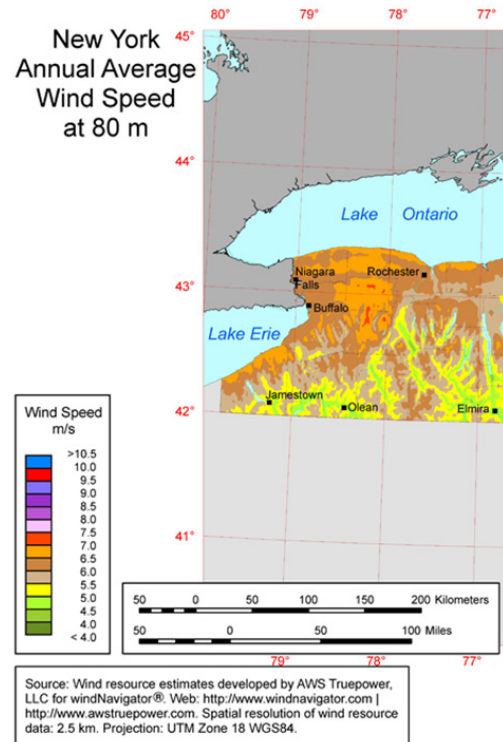 New York
Annual Average
Wind Speed
at 80 m
80° 79° 78° 77°
45°
44°
43°
42°
41°
Lake Ontario
Niagara
Falls
Rochester
Buffalo
Lake Erie
Jamestown
Olean
Elmira
Wind Speed
m/s
>10.5
10.0
9.5
9.0
8.5
8.0
7.5
7.0
6.5
6.0
5.5
5.0
4.5
4.0
< 4.0
50 0 50 100 150 200 Kilometers
50 0 50 100 Miles
79° 78° 77°
Source: Wind resource estimates developed by AWS Truepower,
LLC for windNavigator®. Web: http://www.windnavigator.com |
http://www.awstruepower.com. Spatial resolution of wind resource
data: 2.5 km. Projection: UTM Zone 18 WGS84.